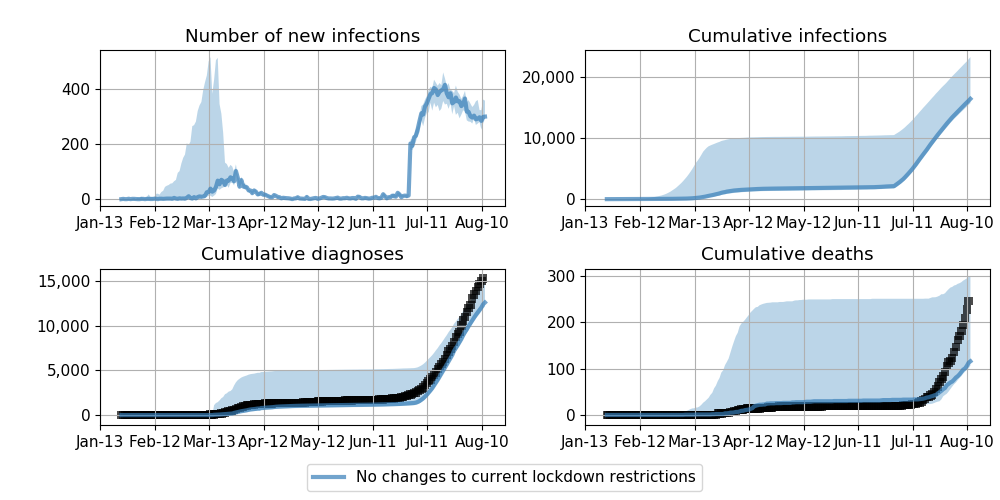 Number of new infections
400
200
0
Jan-13 Feb-12 Mar-13 Apr-12 May-12 Jun-11 Jul-11 Aug-10
Cumulative infections
20,000
10,000
0
Jan-13 Feb-12 Mar-13 Apr-12 May-12 Jun-11 Jul-11 Aug-10
Cumulative diagnoses
15,000
10,000
5,000
0
Jan-13 Feb-12 Mar-13 Apr-12 May-12 Jun-11 Jul-11 Aug-10
Cumulative deaths
300
200
100
0
Jan-13 Feb-12 Mar-13 Apr-12 May-12 Jun-11 Jul-11 Aug-10
No changes to current lockdown restrictions